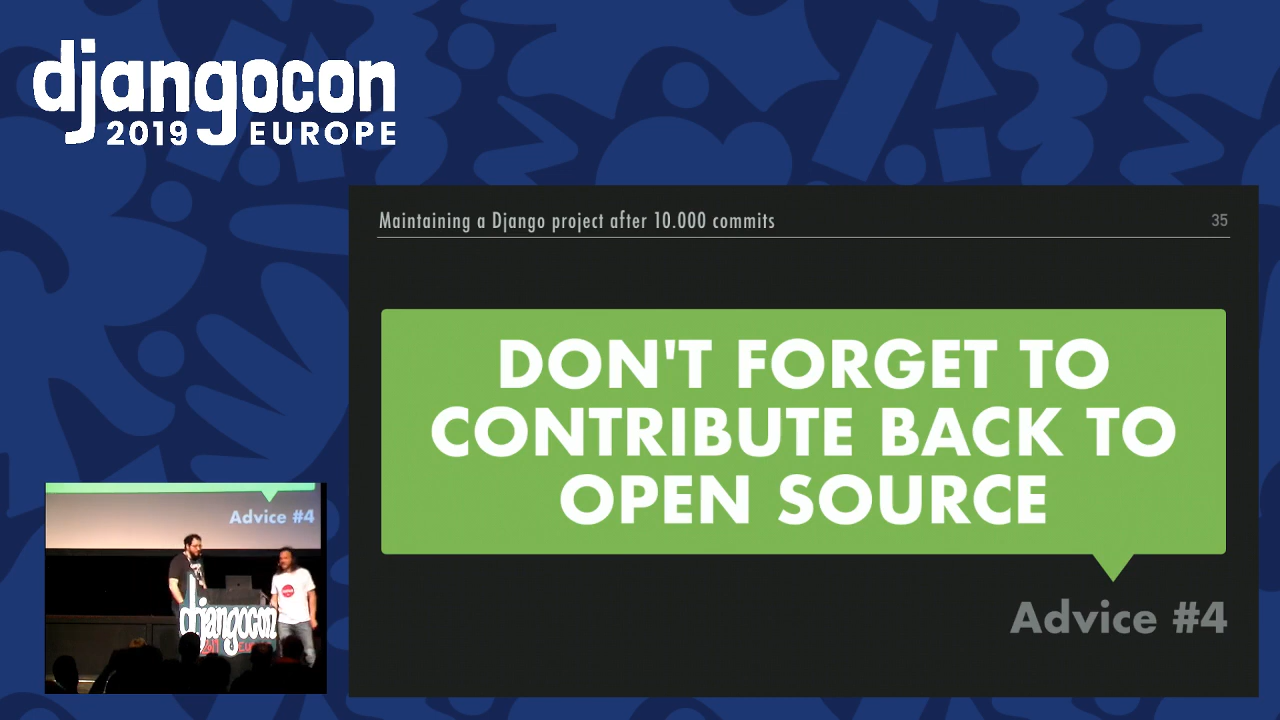 djangocon
2019 EUROPE
Maintaining a Django project after 10.000 commits
35
DON'T FORGET TO
CONTRIBUTE BACK TO
OPEN SOURCE
Advice #4
Advice #4
djangocon